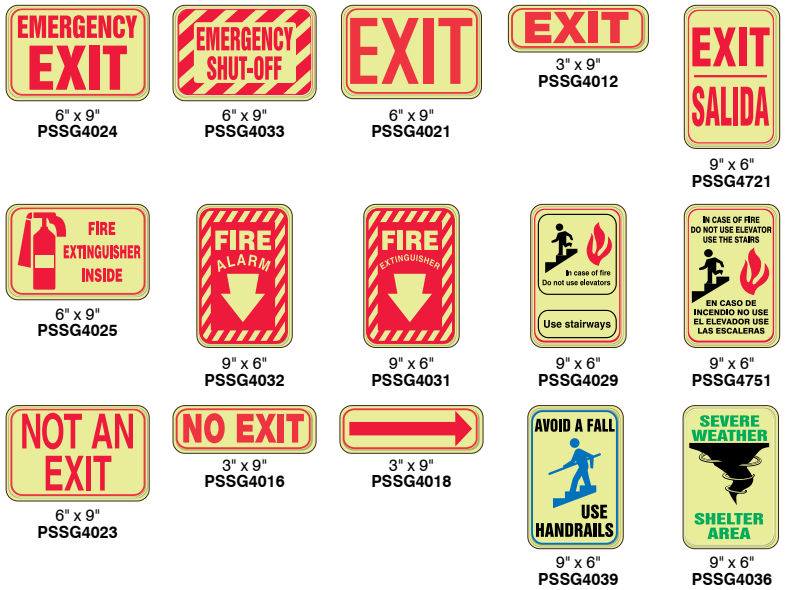 EMERGENCY
EXIT
6" x 9"
PSSG4024
EMERGENCY
SHUT-OFF
6" x 9"
PSSG4033
EXIT
6" x 9"
PSSG4021
EXIT
3" x 9"
PSSG4012
EXIT
SALIDA
9" x 6"
PSSG4721
FIRE
EXTINGUISHER
INSIDE
6" x 9"
PSSG4025
FIRE
ALARM
9" x 6"
PSSG4032
FIRE
EXTINGUISHER
9" x 6"
PSSG4031
In case of fire
Do not use elevators
Use stairways
9" x 6"
PSSG4029
IN CASE OF FIRE
DO NOT USE ELEVATOR
USE THE STAIRS
EN CASO DE
INCENDIO NO USE
EL ELEVADOR USE
LAS ESCALERAS
9" x 6"
PSSG4751
NOT AN
EXIT
6" x 9"
PSSG4023
NO EXIT
3" x 9"
PSSG4016
3" x 9"
PSSG4018
AVOID A FALL
USE
HANDRAILS
9" x 6"
PSSG4039
SEVERE
WEATHER
SHELTER
AREA
9" x 6"
PSSG4036